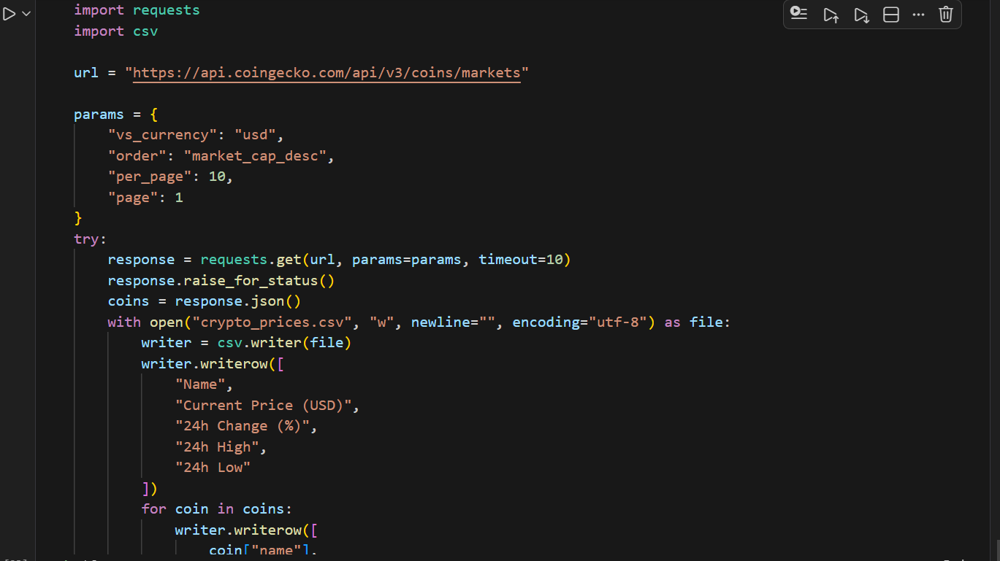 import requests
import csv
url = "https://api.coingecko.com/api/v3/coins/markets"
params = {
    "vs_currency": "usd",
    "order": "market_cap_desc",
    "per_page": 10,
    "page": 1
}
try:
    response = requests.get(url, params=params, timeout=10)
    response.raise_for_status()
    coins = response.json()
    with open("crypto_prices.csv", "w", newline="", encoding="utf-8") as file:
        writer = csv.writer(file)
        writer.writerow([
            "Name",
            "Current Price (USD)",
            "24h Change (%)",
            "24h High",
            "24h Low"
        ])
        for coin in coins:
            writer.writerow([
                coin["name"],